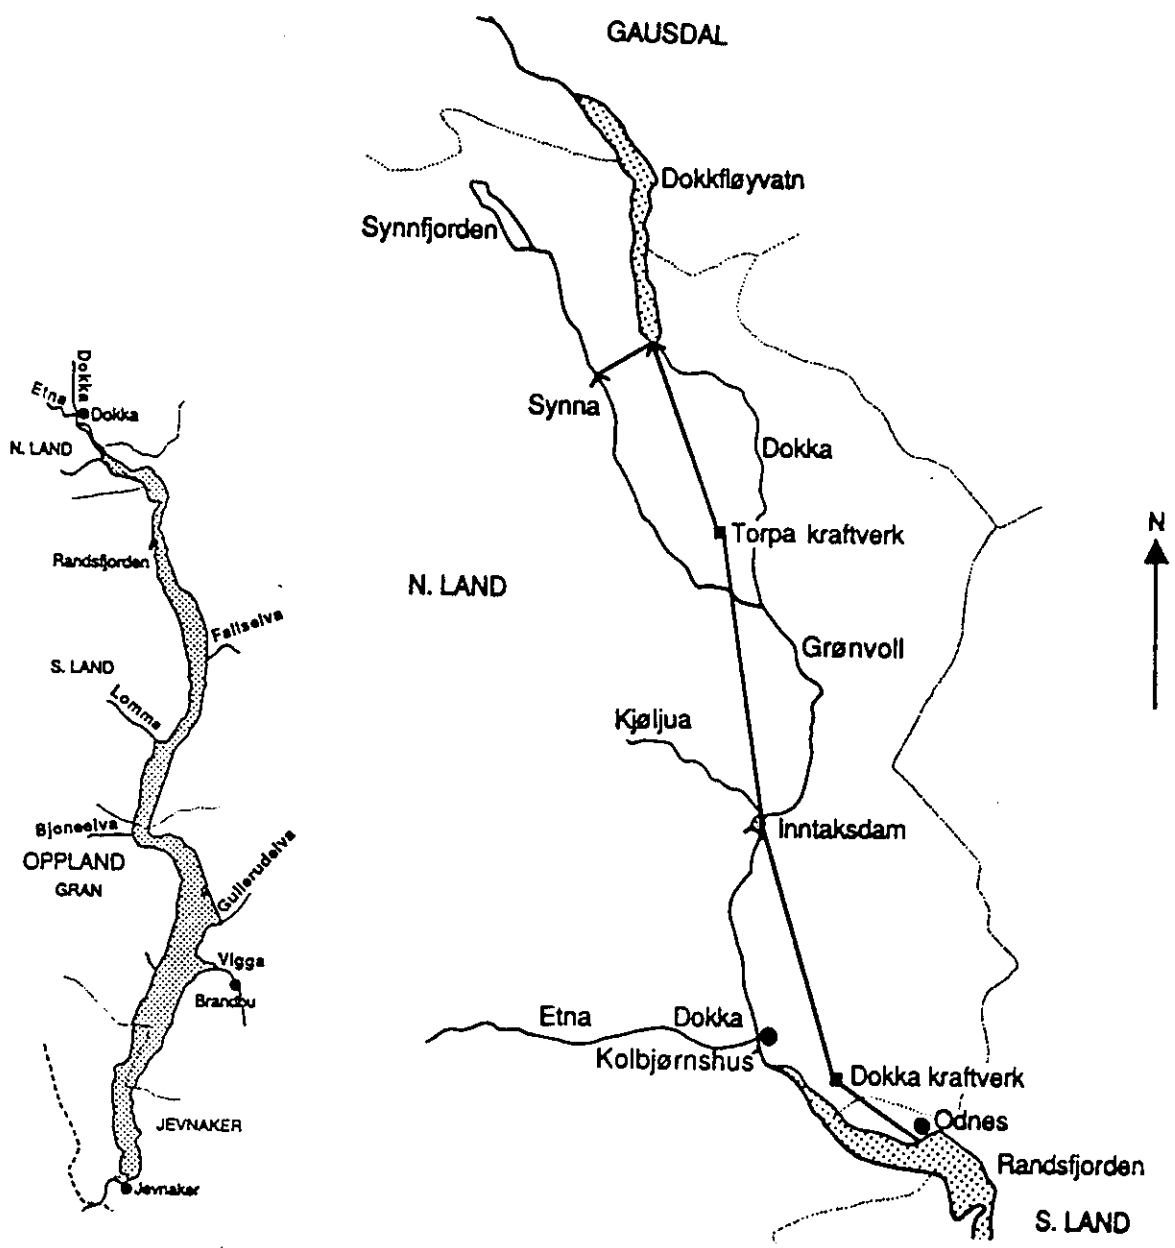 GAUSDAL
Dokkfløyvatn
Synnfjorden
Synna
Dokka
Torpa kraftverk
N. LAND
Grønvoll
Kjøljua
Inntaksdam
Etna
Dokka
Kolbjørnshus
Dokka kraftverk
Odnes
Randsfjorden
S. LAND
N
Dokka
Etna
Dokka
N. LAND
Randsfjorden
Fallselva
S. LAND
Lomma
Bjoneelva
OPPLAND
GRAN
Gullerudelva
Vigga
Brandbu
JEVNAKER
Jevnaker